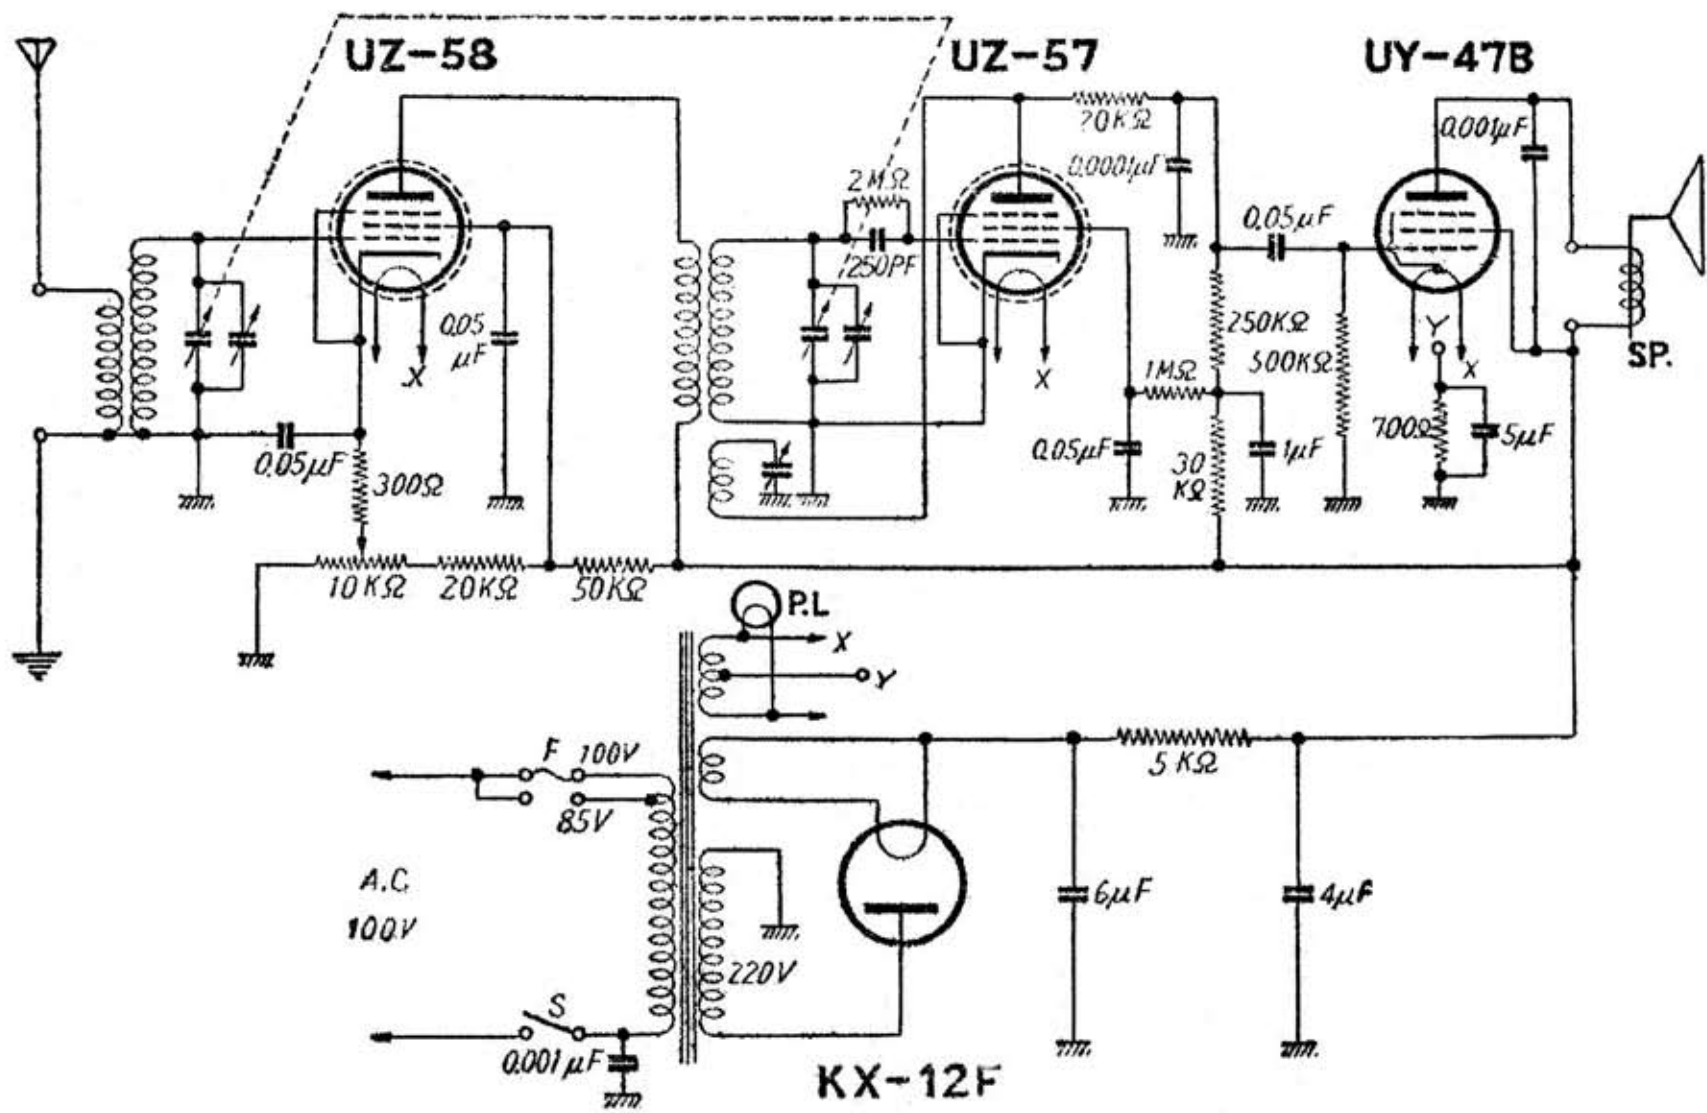 UZ-58
UZ-57
UY-47B
20KΩ
0.001μF
0.0001μF
2MΩ
250PF
0.05μF
0.05
μF
X
X
Y
X
SP.
250KΩ
500KΩ
1MΩ
700Ω
5μF
0.05μF
300Ω
0.05μF
30
KΩ
1μF
10KΩ
20KΩ
50KΩ
P.L
X
Y
F
100V
85V
5KΩ
A.C.
100V
6μF
4μF
220V
S
0.001μF
KX-12F